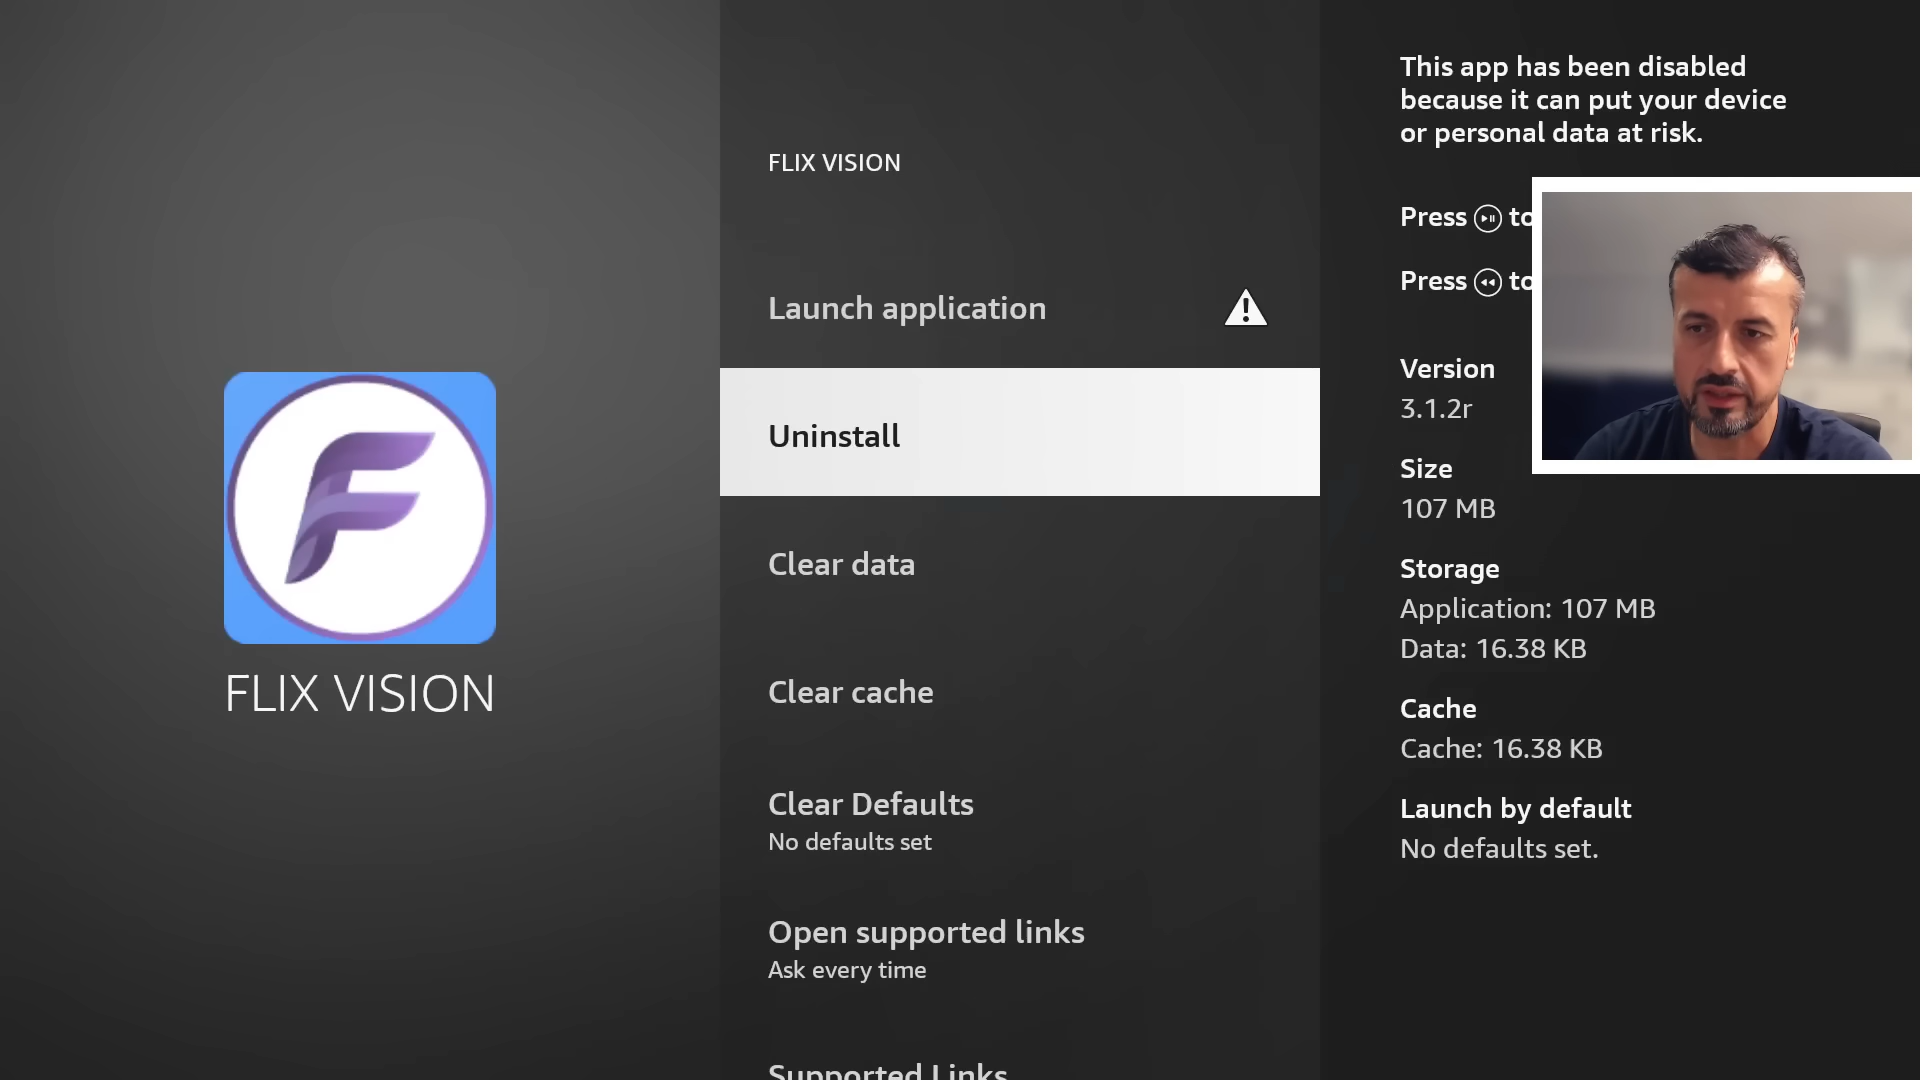 FLIX VISION
FLIX VISION
Launch application
Uninstall
Clear data
Clear cache
Clear Defaults
No defaults set
Open supported links
Ask every time
Supported Links
This app has been disabled
because it can put your device
or personal data at risk.
Press to
Press to
Version
3.1.2r
Size
107 MB
Storage
Application: 107 MB
Data: 16.38 KB
Cache
Cache: 16.38 KB
Launch by default
No defaults set.